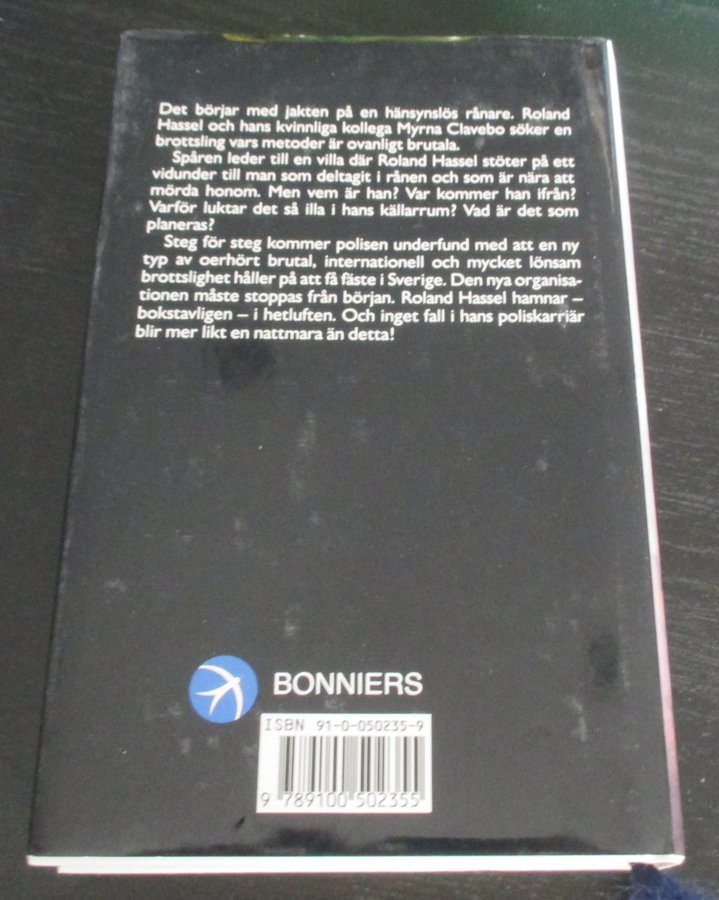 Det börjar med jakten på en hänsynslös rånare. Roland
Hassel och hans kvinnliga kollega Myrna Clavebo söker en
brottsling vars metoder är ovanligt brutala.
Spåren leder till en villa där Roland Hassel stöter på ett
vidunder till man som deltagit i rånen och som är nära att
mörda honom. Men vem är han? Var kommer han ifrån?
Varför luktar det så illa i hans källarrum? Vad är det som
planeras?
Steg för steg kommer polisen underfund med att en ny
typ av oerhört brutal, internationell och mycket lönsam
brottslighet håller på att få fäste i Sverige. Den nya organisa-
tionen måste stoppas från början. Roland Hassel hamnar –
bokstavligen – i hetluften. Och inget fall i hans poliskarriär
blir mer likt en nattmara än detta!
BONNIERS
ISBN 91-0-050235-9
9 789100 502355